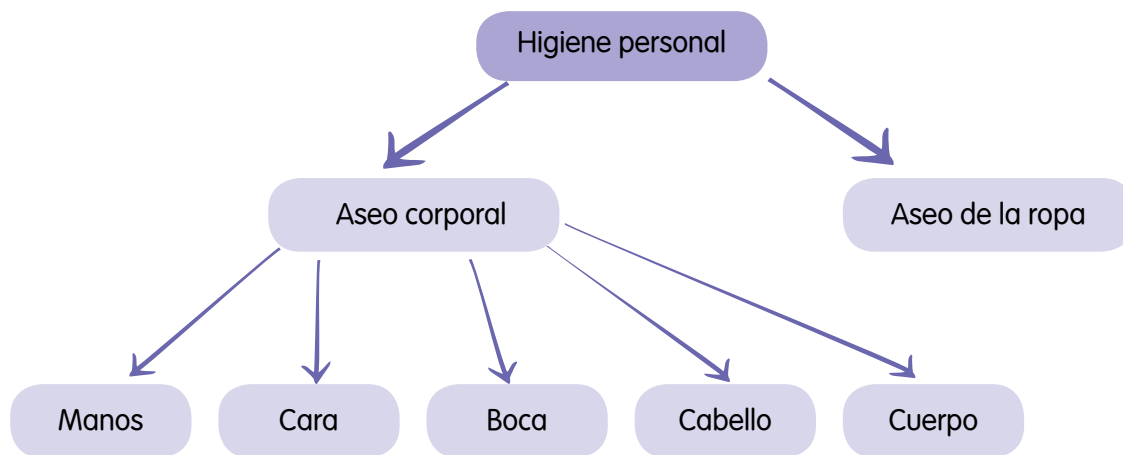 Higiene personal
Aseo corporal
Aseo de la ropa
Manos
Cara
Boca
Cabello
Cuerpo